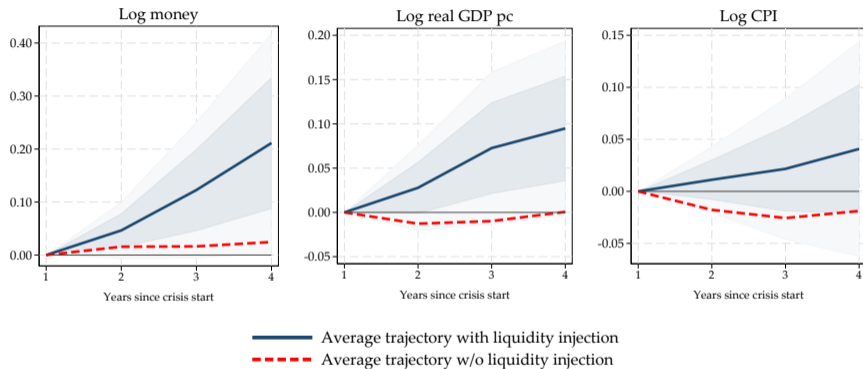 Log money
0.40
0.30
0.20
0.10
0.00
1 2 3 4
Years since crisis start
Log real GDP pc
0.20
0.15
0.10
0.05
0.00
-0.05
1 2 3 4
Years since crisis start
Log CPI
0.15
0.10
0.05
0.00
-0.05
1 2 3 4
Years since crisis start
Average trajectory with liquidity injection
Average trajectory w/o liquidity injection